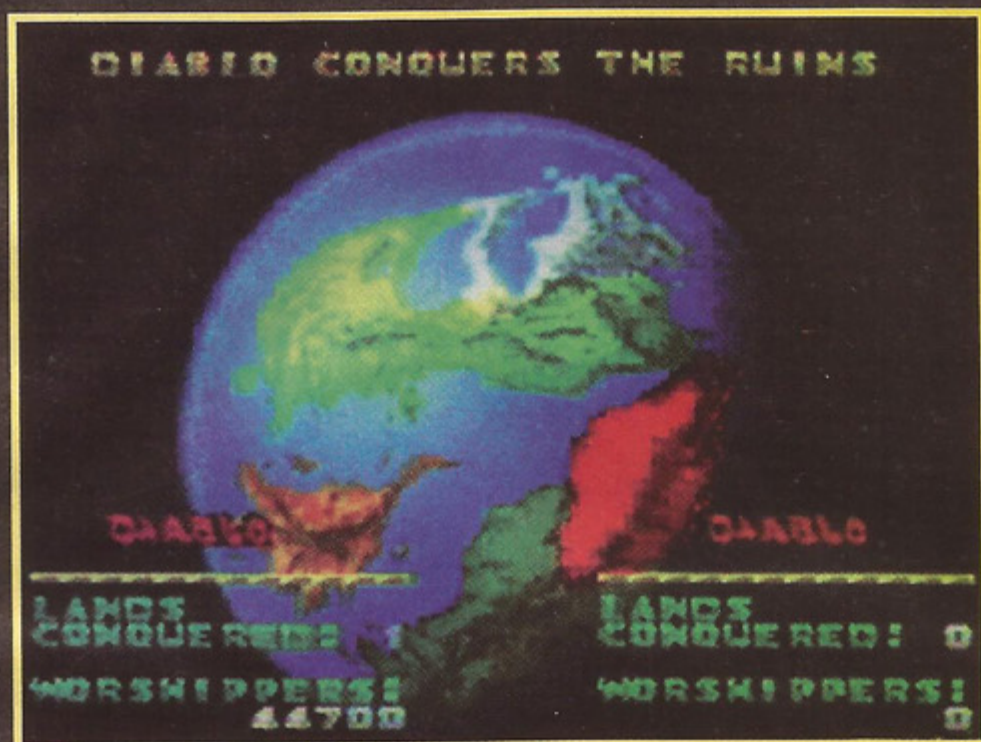 DIABLO CONQUERS THE RUINS
DIABLO
LANDS
CONQUERED: 1
WORSHIPPERS:
44700
DIABLO
LANDS
CONQUERED: 0
WORSHIPPERS:
0